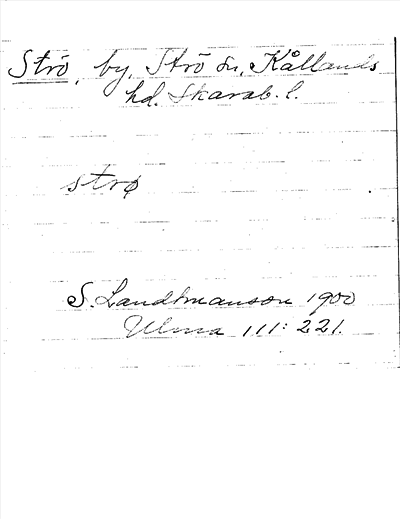 Strö, by, Strö sn, Kållands
hd. Skarab. l.
strø
S. Landtmanson 1900
Ulma 111: 221.